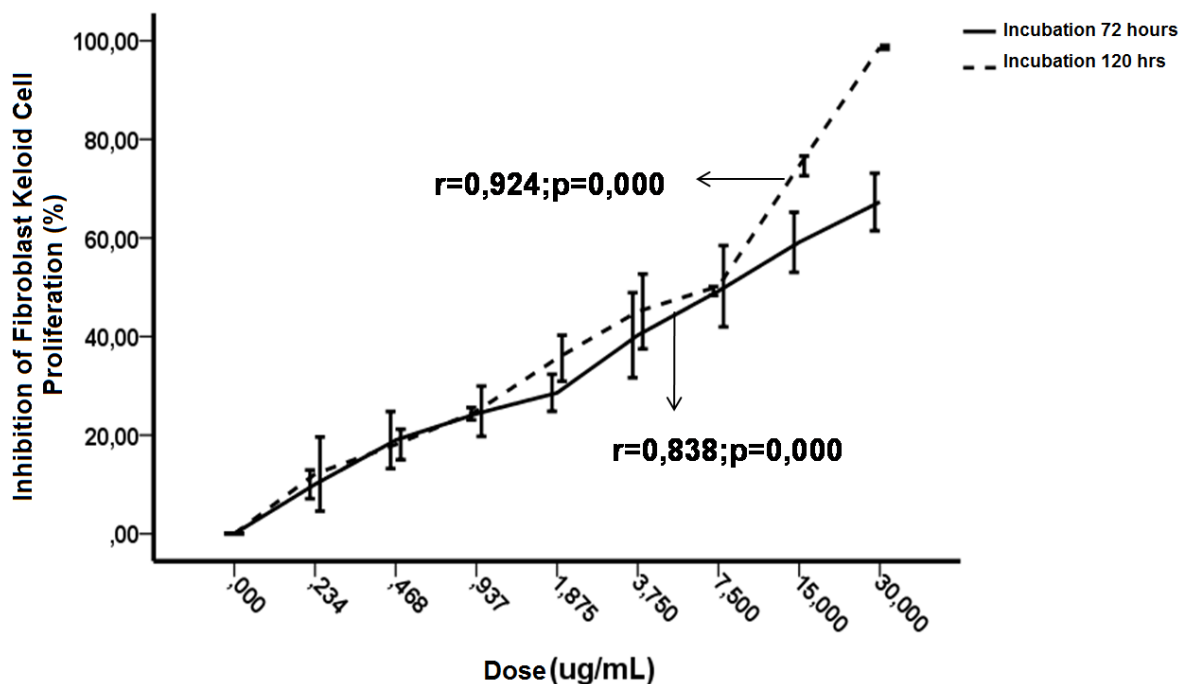 Incubation 72 hours
Incubation 120 hrs
Inhibition of Fibroblast Keloid Cell
Proliferation (%)
100,00
80,00
60,00
40,00
20,00
,00
r=0,924;p=0,000
r=0,838;p=0,000
,000
,234
,468
,937
1,875
3,750
7,500
15,000
30,000
Dose (ug/mL)